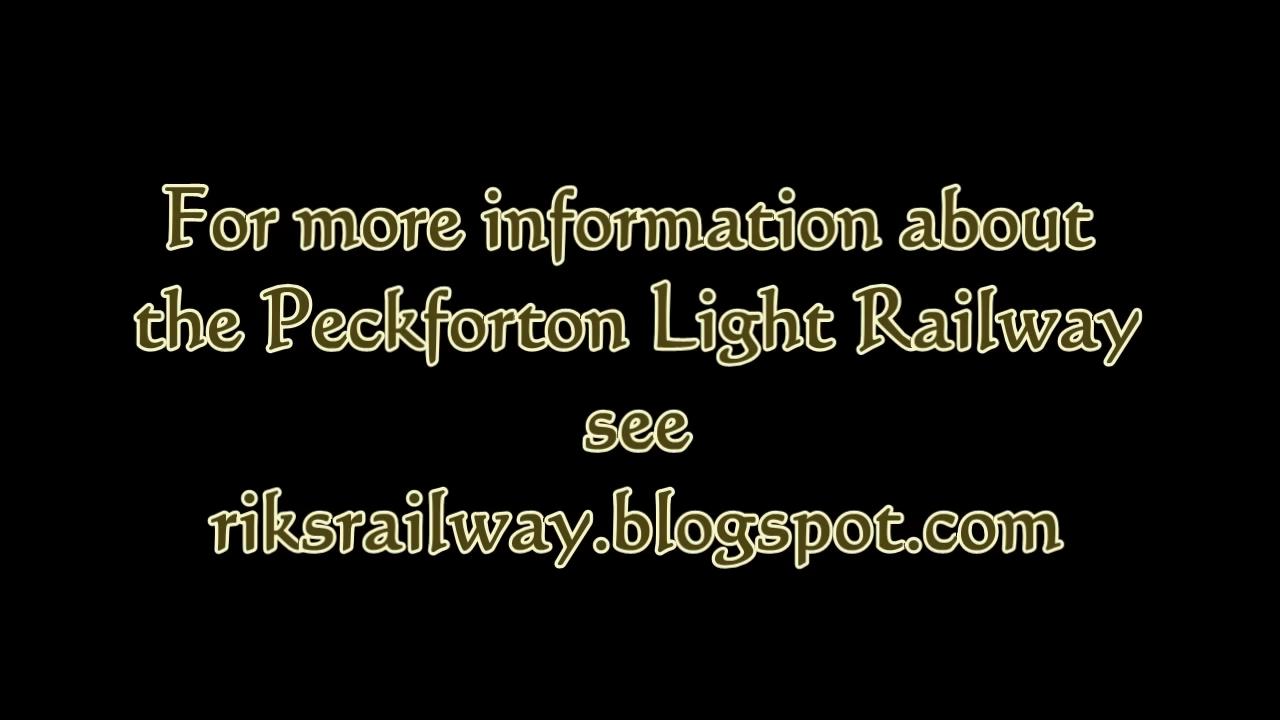 For more information about
the Peckforton Light Railway
see
riksrailway.blogspot.com